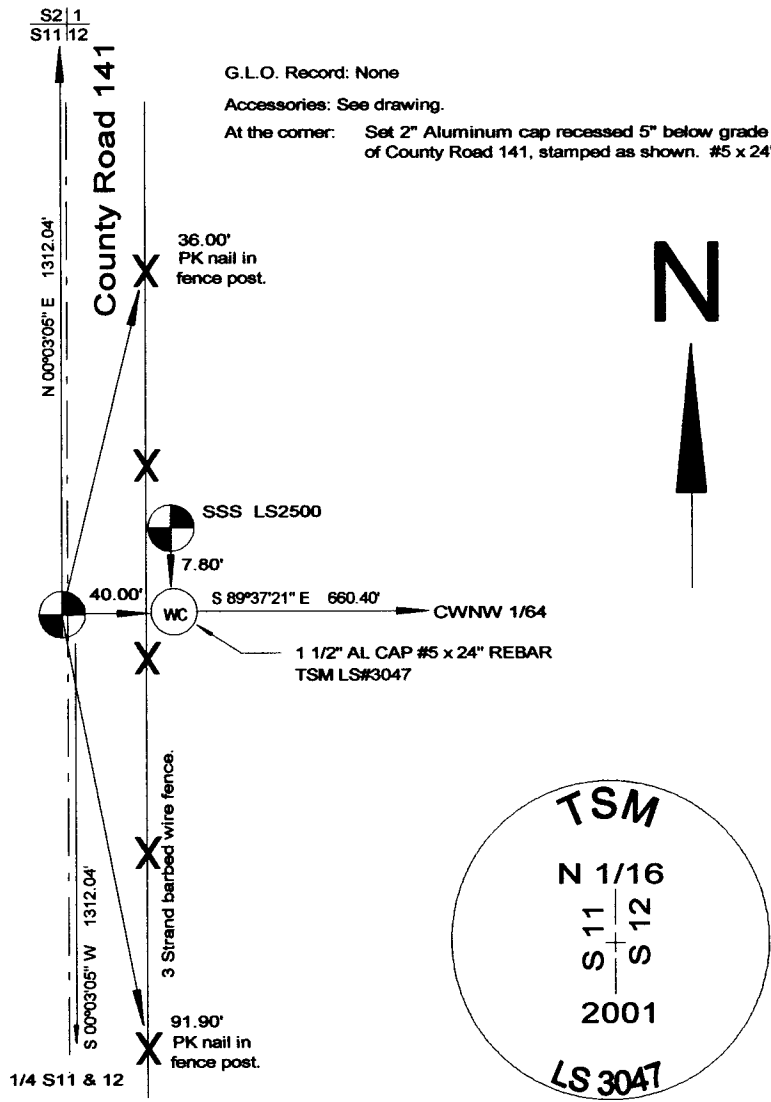 S2 1
S11 12
County Road 141
G.L.O. Record: None
Accessories: See drawing.
At the corner: Set 2" Aluminum cap recessed 5" below grade
of County Road 141, stamped as shown. #5 x 24"
N 00°03'05" E 1312.04'
36.00'
PK nail in
fence post.
N
X
X
SSS LS2500
7.80'
40.00'
WC
S 89°37'21" E 660.40'
CWNW 1/64
X
1 1/2" AL CAP #5 x 24" REBAR
TSM LS#3047
3 Strand barbed wire fence.
X
S 00°03'05" W 1312.04'
91.90'
PK nail in
fence post.
X
1/4 S11 & 12
TSM
N 1/16
S 11
S 12
2001
LS 3047